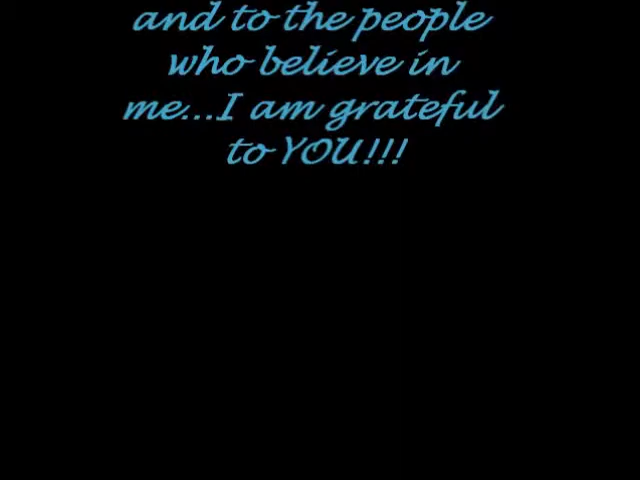 and to the people
who believe in
me...I am grateful
to YOU!!!